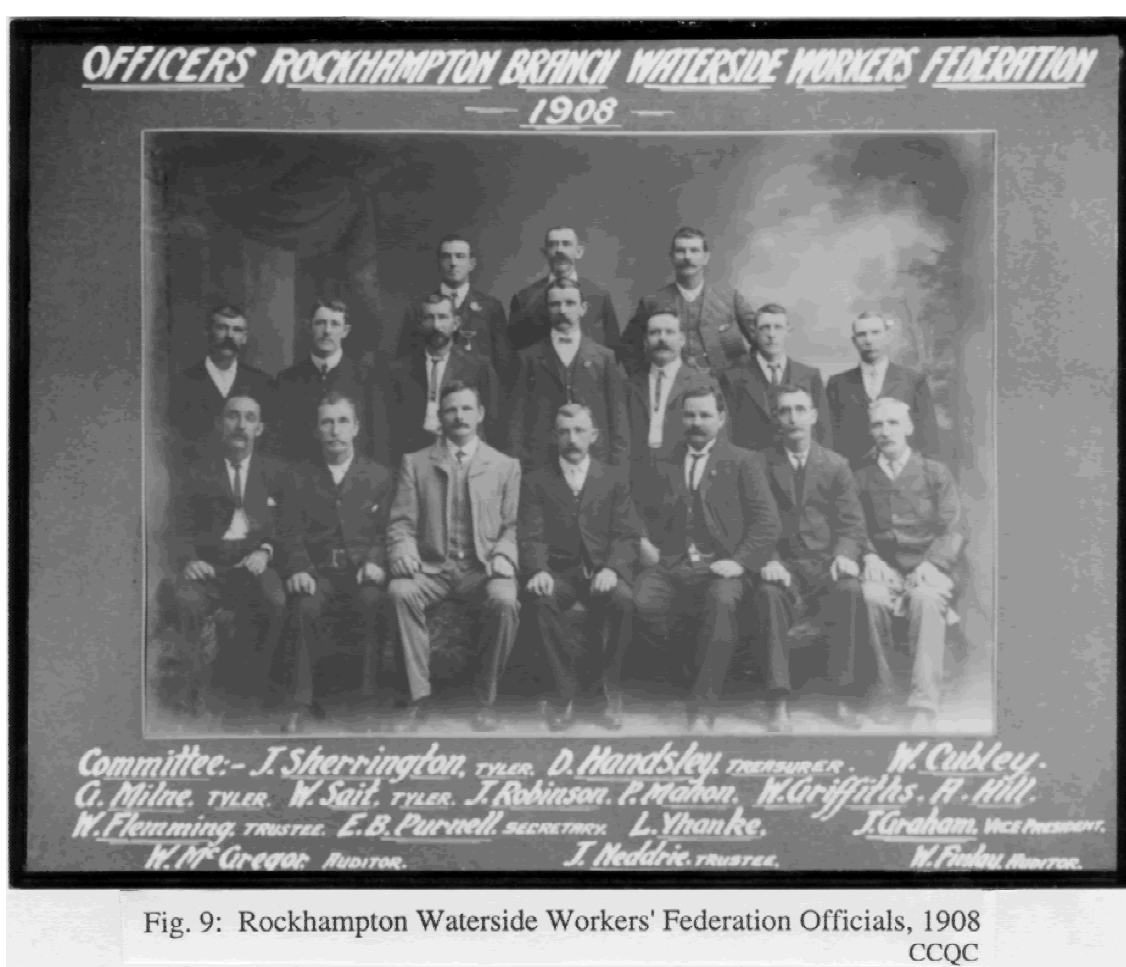 OFFICERS ROCKHAMPTON BRANCH WATERSIDE WORKERS FEDERATION
1908
Committee:- J. Sherrington, TYLER. D. Handsley, TREASURER. W. Cubley.
G. Milne, TYLER. W. Sait, TYLER. J. Robinson. P. Mahon. W. Griffiths. A. Hill.
W. Flemming, TRUSTEE. E.B. Purnell, SECRETARY. L. Yhanke. J. Graham, VICE PRESIDENT.
W. McGregor, AUDITOR. J. Neddrie, TRUSTEE. W. Finlay, AUDITOR.
Fig. 9: Rockhampton Waterside Workers' Federation Officials, 1908
CCQC